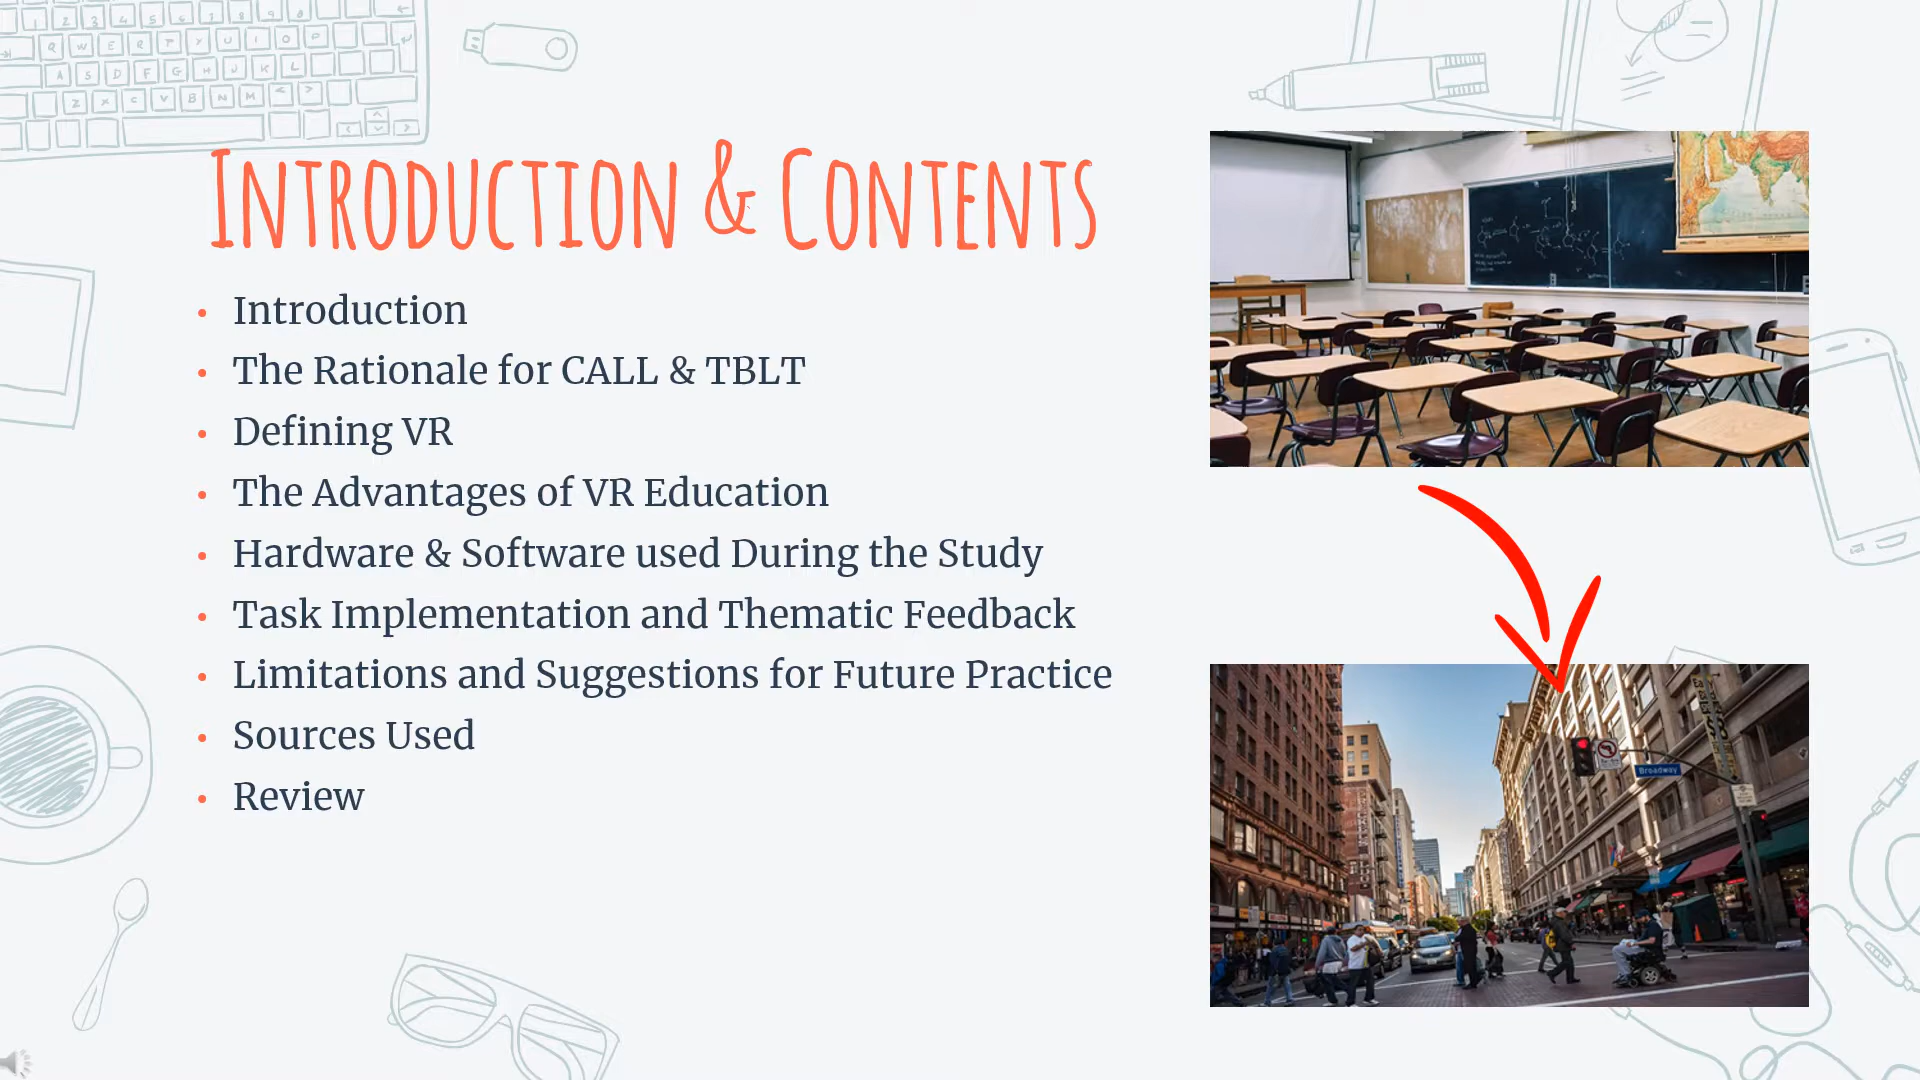 Introduction & Contents
• Introduction
• The Rationale for CALL & TBLT
• Defining VR
• The Advantages of VR Education
• Hardware & Software used During the Study
• Task Implementation and Thematic Feedback
• Limitations and Suggestions for Future Practice
• Sources Used
• Review
Broadway